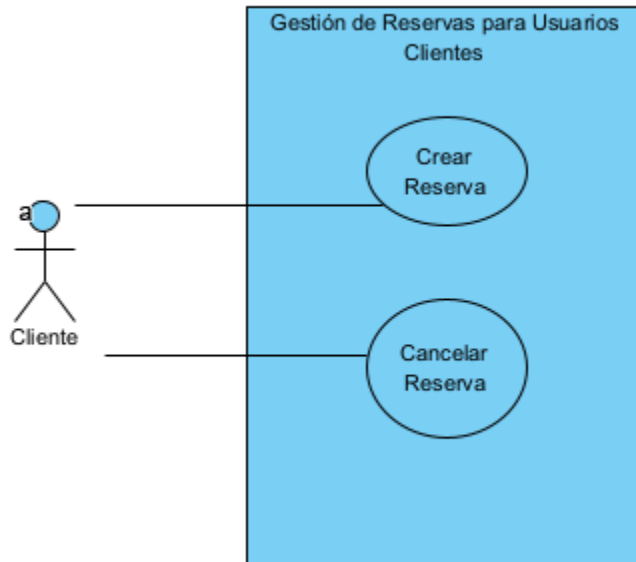 Gestión de Reservas para Usuarios
Clientes
Crear
Reserva
a
Cliente
Cancelar
Reserva